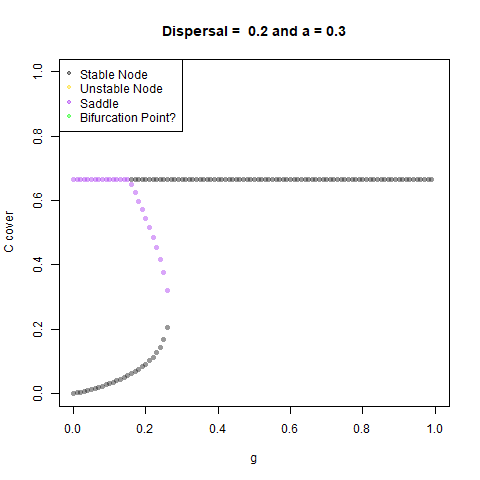 Dispersal =  0.2 and a = 0.3
Stable Node
Unstable Node
Saddle
Bifurcation Point?
C cover
1.0
0.8
0.6
0.4
0.2
0.0
0.0 0.2 0.4 0.6 0.8 1.0
g